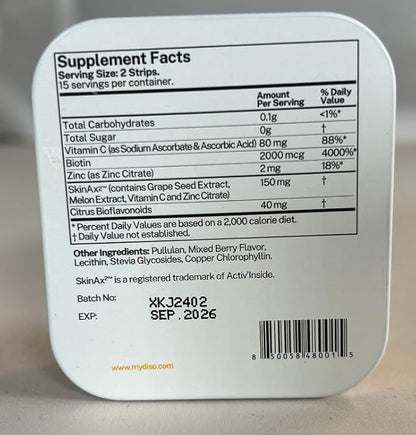 Supplement Facts
Serving Size: 2 Strips.
15 servings per container.
Amount Per Serving % Daily Value
Total Carbohydrates 0.1g <1%*
Total Sugar 0g †
Vitamin C (as Sodium Ascorbate & Ascorbic Acid) 80 mg 88%*
Biotin 2000 mcg 4000%*
Zinc (as Zinc Citrate) 2 mg 18%*
SkinAx²™ (contains Grape Seed Extract, 150 mg †
Melon Extract, Vitamin C and Zinc Citrate)
Citrus Bioflavonoids 40 mg †
* Percent Daily Values are based on a 2,000 calorie diet.
† Daily Value not established.
Other Ingredients: Pullulan, Mixed Berry Flavor,
Lecithin, Stevia Glycosides, Copper Chlorophyllin.
SkinAx²™ is a registered trademark of Activ'Inside.
Batch No: XKJ2402
EXP: SEP.2026
www.mydiso.com
8 50058 48001 5